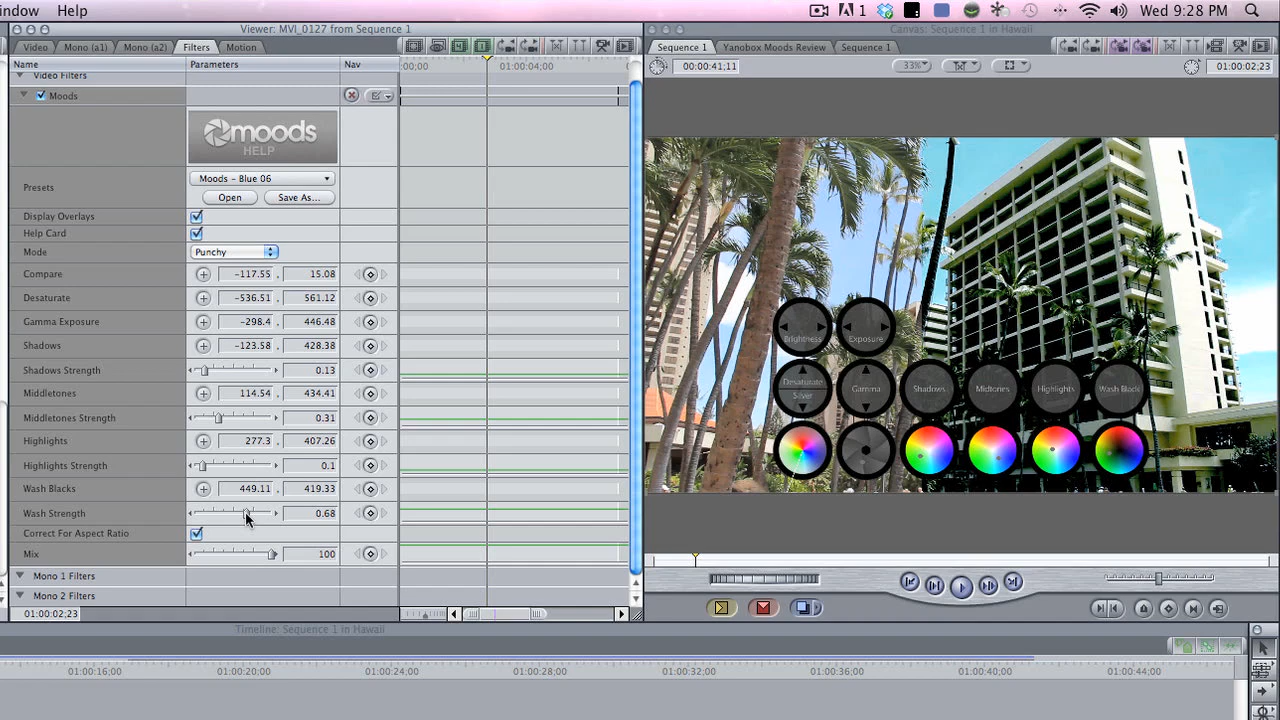 indow Help 1 Wed 9:28 PM
Viewer: MVI_0127 from Sequence 1
Canvas: Sequence 1 in Hawaii
Video Mono (a1) Mono (a2) Filters Motion
Sequence 1 Yanobox Moods Review Sequence 1
Name Parameters Nav :00;00 01:00:04;00
00:00:41;11 33% 01:00:02;23
Video Filters
Moods
moods
HELP
Presets Moods - Blue 06
Open Save As...
Display Overlays
Help Card
Mode Punchy
Compare -117.55 , 15.08
Desaturate -536.51 , 561.12
Gamma Exposure -298.4 , 446.48
Shadows -123.58 , 428.38
Shadows Strength 0.13
Middletones 114.54 , 434.41
Middletones Strength 0.31
Highlights 277.3 , 407.26
Highlights Strength 0.1
Wash Blacks 449.11 , 419.33
Wash Strength 0.68
Correct For Aspect Ratio
Mix 100
Mono 1 Filters
Mono 2 Filters
01:00:02;23
Brightness Exposure
Desaturate
Silver
Gamma Shadows Midtones Highlights Wash Black
Timeline: Sequence 1 in Hawaii
01:00:16;00 01:00:20;00 01:00:24;00 01:00:28;00 01:00:32;00 01:00:36;00 01:00:40;00 01:00:44;00